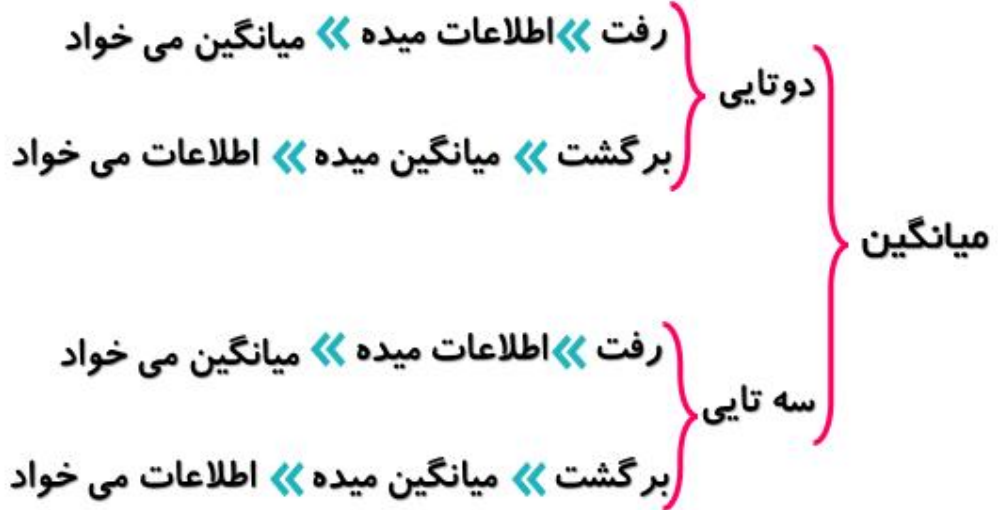 میانگین
دوتایی
رفت » اطلاعات میده » میانگین می خواد
برگشت » میانگین میده » اطلاعات می خواد
سه تایی
رفت » اطلاعات میده » میانگین می خواد
برگشت » میانگین میده » اطلاعات می خواد